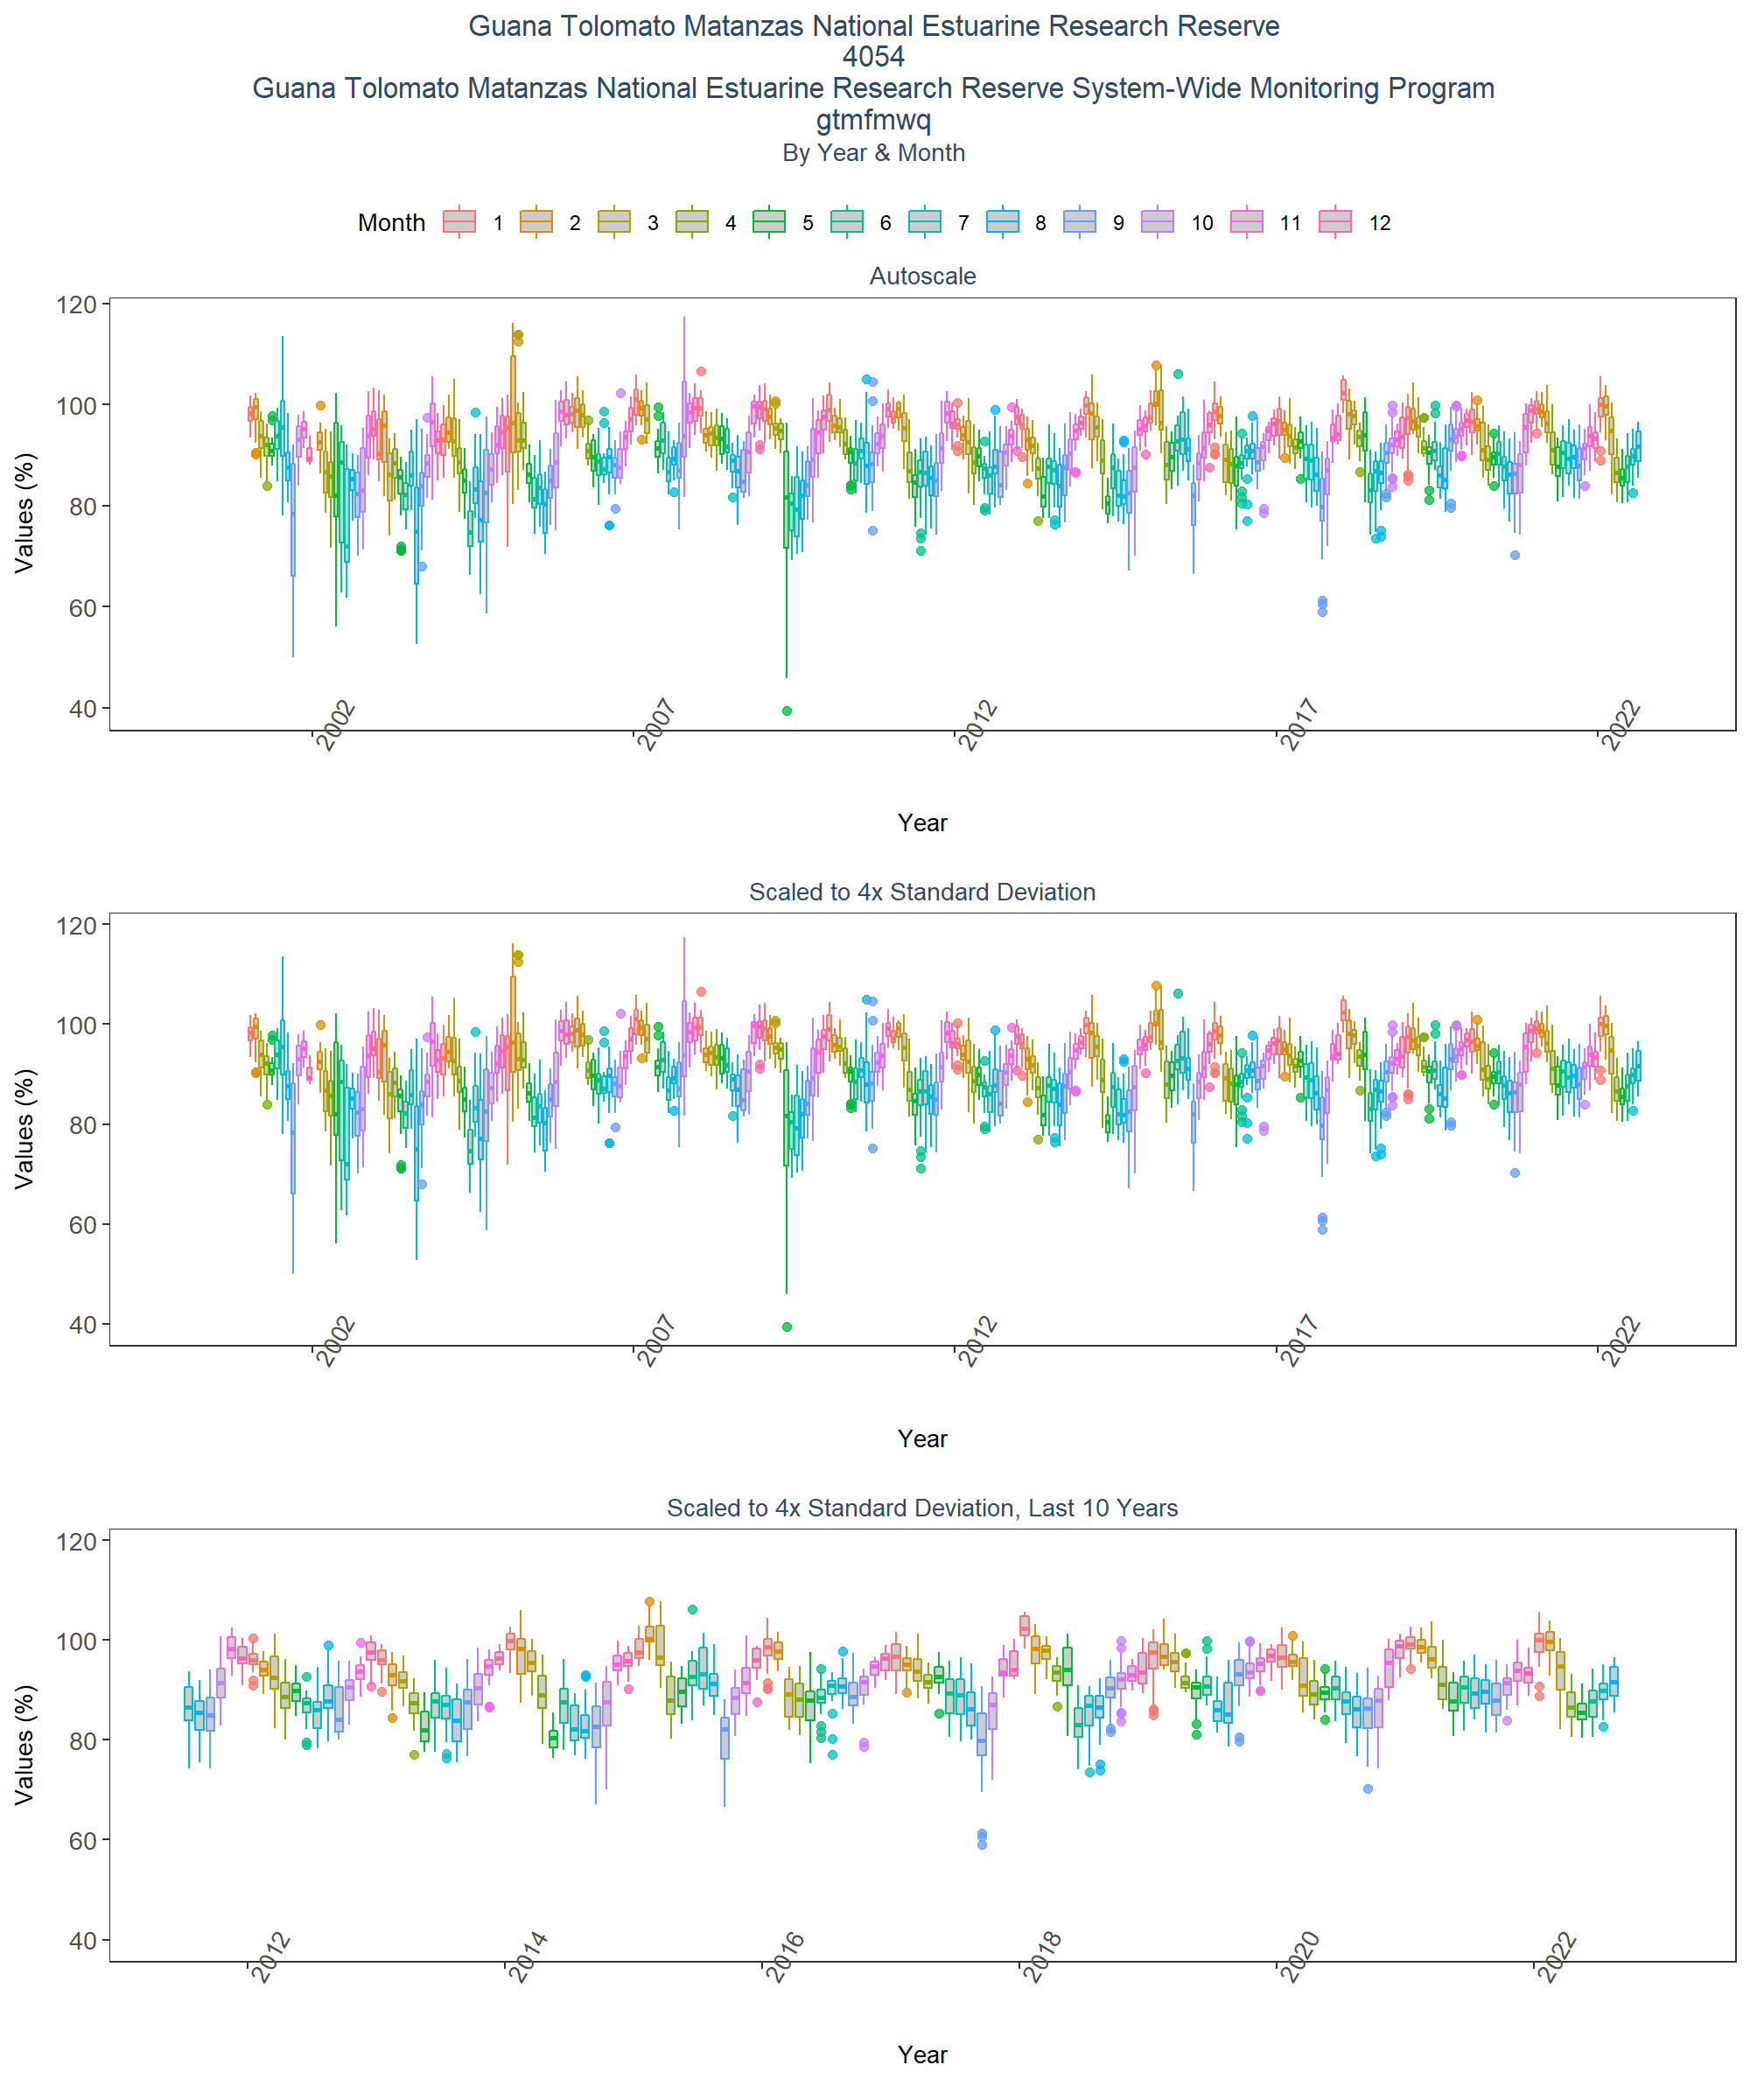 Guana Tolomato Matanzas National Estuarine Research Reserve
4054
Guana Tolomato Matanzas National Estuarine Research Reserve System-Wide Monitoring Program
gtmfmwq
By Year & Month
Month 1 2 3 4 5 6 7 8 9 10 11 12
Autoscale
Values (%)
120
100
80
60
40
2002 2007 2012 2017 2022
Year
Scaled to 4x Standard Deviation
Values (%)
120
100
80
60
40
2002 2007 2012 2017 2022
Year
Scaled to 4x Standard Deviation, Last 10 Years
Values (%)
120
100
80
60
40
2012 2014 2016 2018 2020 2022
Year